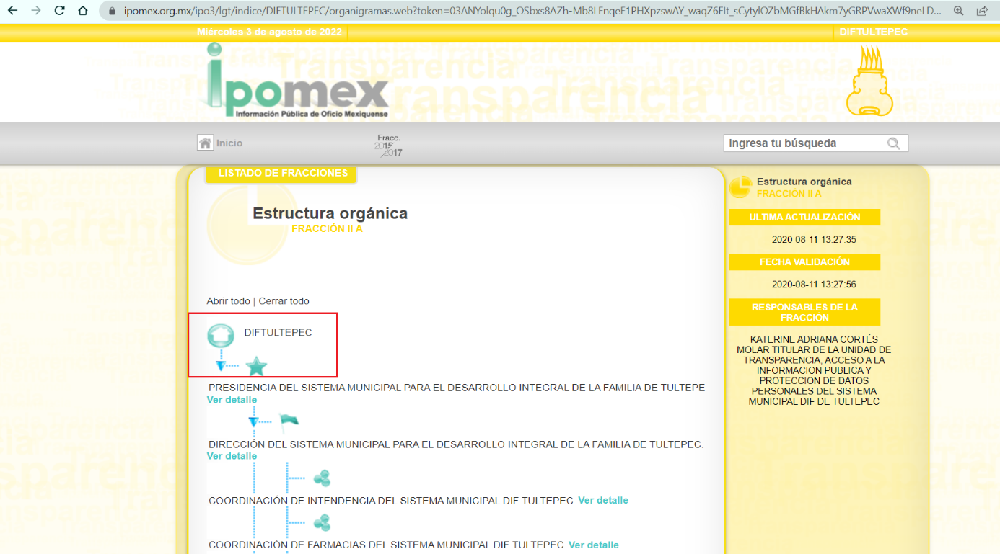 ipomex.org.mx/ipo3/lgt/indice/DIFTULTEPEC/organigramas.web?token=03ANYolqu0g_OSbxs8AZh-Mb8LFnqeF1PHXpzswAY_waqZ6FIt_sCytylOZbMGfBkHAkm7yGRPVwaXWf9neLD...
Miércoles 3 de agosto de 2022
DIFTULTEPEC
Transparencia
ipomex
Información Pública de Oficio Mexiquense
Inicio
Fracc.
2015
2017
Ingresa tu búsqueda
LISTADO DE FRACCIONES
Estructura orgánica
FRACCIÓN II A
Abrir todo | Cerrar todo
DIFTULTEPEC
PRESIDENCIA DEL SISTEMA MUNICIPAL PARA EL DESARROLLO INTEGRAL DE LA FAMILIA DE TULTEPE
Ver detalle
DIRECCIÓN DEL SISTEMA MUNICIPAL PARA EL DESARROLLO INTEGRAL DE LA FAMILIA DE TULTEPEC.
Ver detalle
COORDINACIÓN DE INTENDENCIA DEL SISTEMA MUNICIPAL DIF TULTEPEC Ver detalle
COORDINACIÓN DE FARMACIAS DEL SISTEMA MUNICIPAL DIF TULTEPEC Ver detalle
Estructura orgánica
FRACCIÓN II A
ULTIMA ACTUALIZACIÓN
2020-08-11 13:27:35
FECHA VALIDACIÓN
2020-08-11 13:27:56
RESPONSABLES DE LA
FRACCIÓN
KATERINE ADRIANA CORTÉS
MOLAR TITULAR DE LA UNIDAD DE
TRANSPARENCIA, ACCESO A LA
INFORMACION PUBLICA Y
PROTECCION DE DATOS
PERSONALES DEL SISTEMA
MUNICIPAL DIF DE TULTEPEC